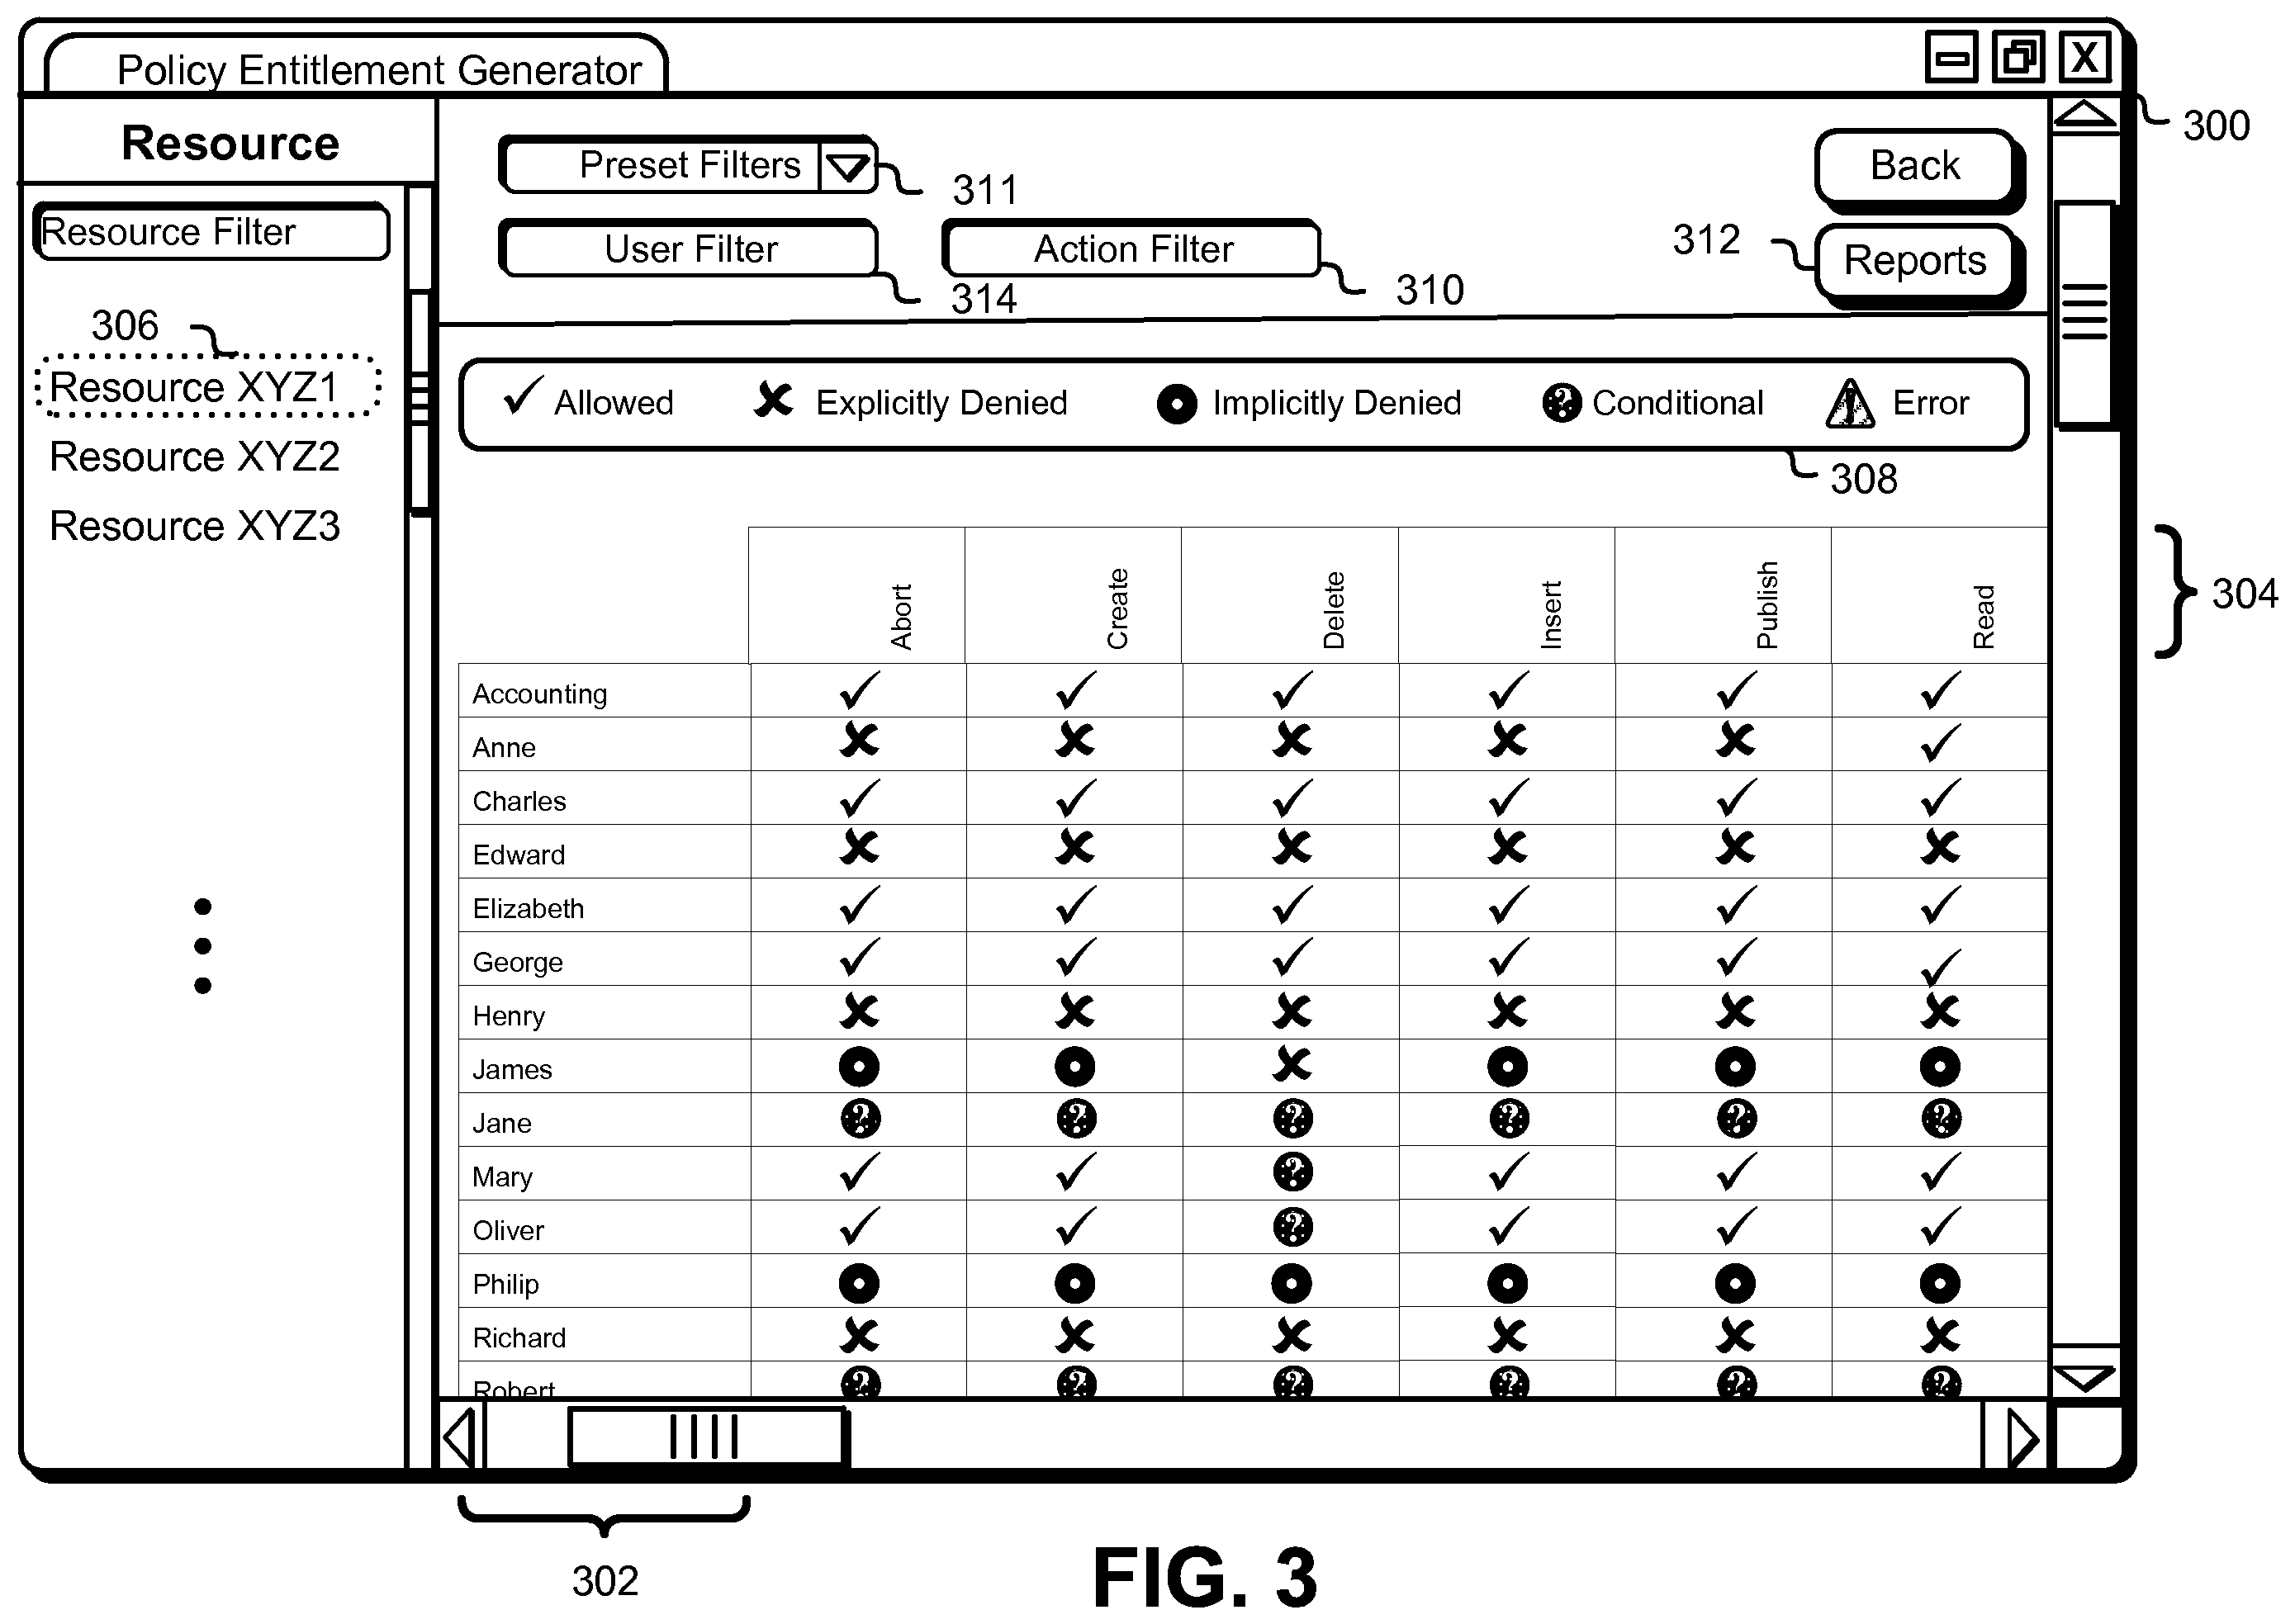 Policy Entitlement Generator
X
300
Resource
Resource Filter
Preset Filters
311
Back
User Filter
314
Action Filter
310
312
Reports
306
Resource XYZ1
Resource XYZ2
Resource XYZ3
Allowed
Explicitly Denied
Implicitly Denied
? Conditional
! Error
308
Abort
Create
Delete
Insert
Publish
Read
304
Accounting
Anne
Charles
Edward
Elizabeth
George
Henry
James
Jane ? ? ? ? ? ?
Mary ?
Oliver ?
Philip
Richard
Robert ? ? ? ? ? ?
302
FIG. 3